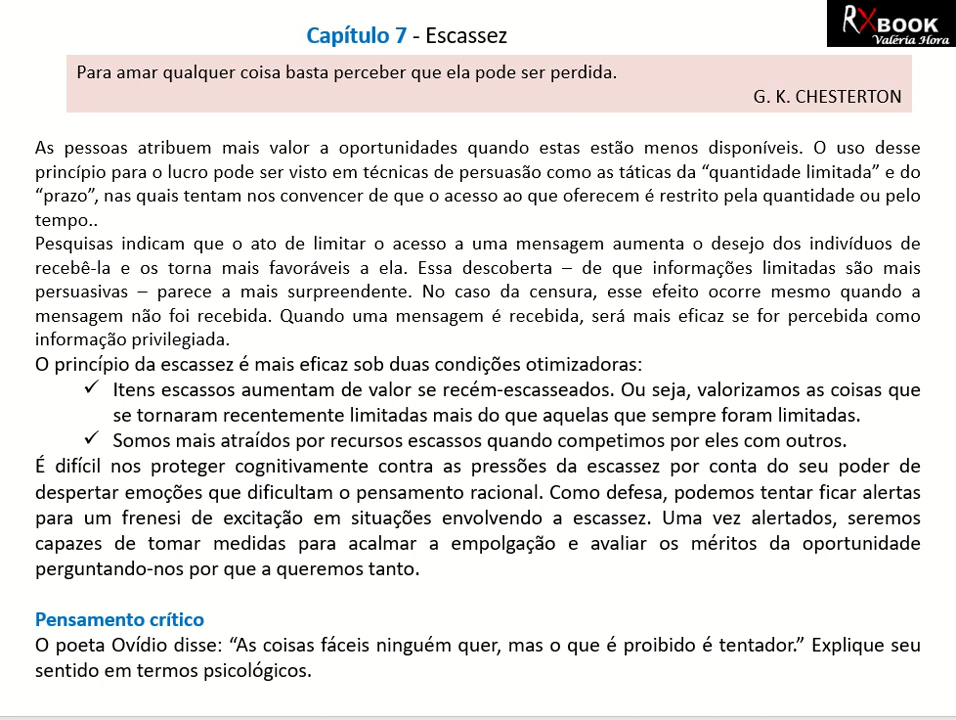 RXBOOK
Valéria Hora
Capítulo 7 - Escassez
Para amar qualquer coisa basta perceber que ela pode ser perdida.
G. K. CHESTERTON
As pessoas atribuem mais valor a oportunidades quando estas estão menos disponíveis. O uso desse
princípio para o lucro pode ser visto em técnicas de persuasão como as táticas da “quantidade limitada” e do
“prazo”, nas quais tentam nos convencer de que o acesso ao que oferecem é restrito pela quantidade ou pelo
tempo..
Pesquisas indicam que o ato de limitar o acesso a uma mensagem aumenta o desejo dos indivíduos de
recebê-la e os torna mais favoráveis a ela. Essa descoberta – de que informações limitadas são mais
persuasivas – parece a mais surpreendente. No caso da censura, esse efeito ocorre mesmo quando a
mensagem não foi recebida. Quando uma mensagem é recebida, será mais eficaz se for percebida como
informação privilegiada.
O princípio da escassez é mais eficaz sob duas condições otimizadoras:
✓ Itens escassos aumentam de valor se recém-escasseados. Ou seja, valorizamos as coisas que
se tornaram recentemente limitadas mais do que aquelas que sempre foram limitadas.
✓ Somos mais atraídos por recursos escassos quando competimos por eles com outros.
É difícil nos proteger cognitivamente contra as pressões da escassez por conta do seu poder de
despertar emoções que dificultam o pensamento racional. Como defesa, podemos tentar ficar alertas
para um frenesi de excitação em situações envolvendo a escassez. Uma vez alertados, seremos
capazes de tomar medidas para acalmar a empolgação e avaliar os méritos da oportunidade
perguntando-nos por que a queremos tanto.
Pensamento crítico
O poeta Ovídio disse: “As coisas fáceis ninguém quer, mas o que é proibido é tentador.” Explique seu
sentido em termos psicológicos.